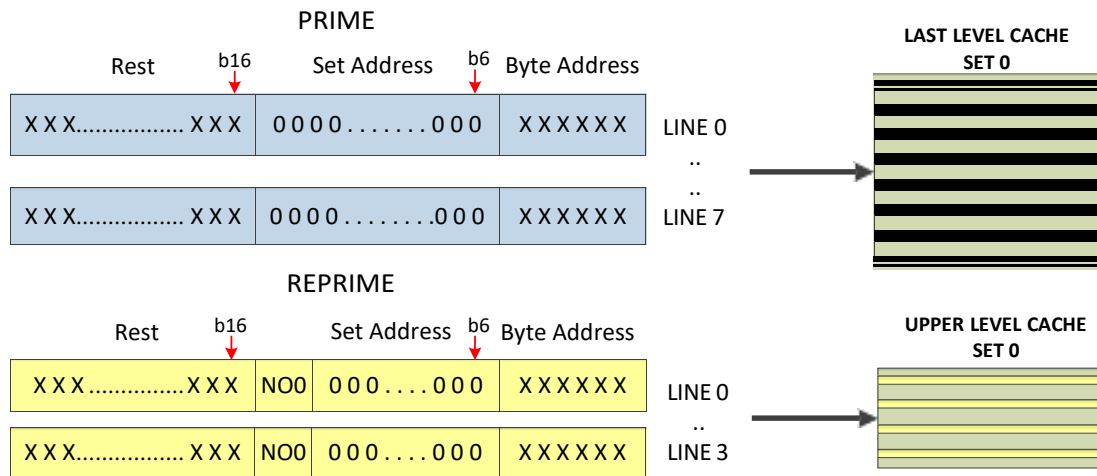 PRIME
Rest b16 Set Address b6 Byte Address
X X X................. X X X 0 0 0 0 . . . . . . . 0 0 0 X X X X X X LINE 0
..
..
X X X................. X X X 0 0 0 0 . . . . . . . .0 0 0 X X X X X X LINE 7
LAST LEVEL CACHE
SET 0
REPRIME
Rest b16 Set Address b6 Byte Address
X X X................X X X NO0 0 0 0 . . . . 0 0 0 X X X X X X LINE 0
..
X X X................X X X NO0 0 0 0 . . . . 0 0 0 X X X X X X LINE 3
UPPER LEVEL CACHE
SET 0